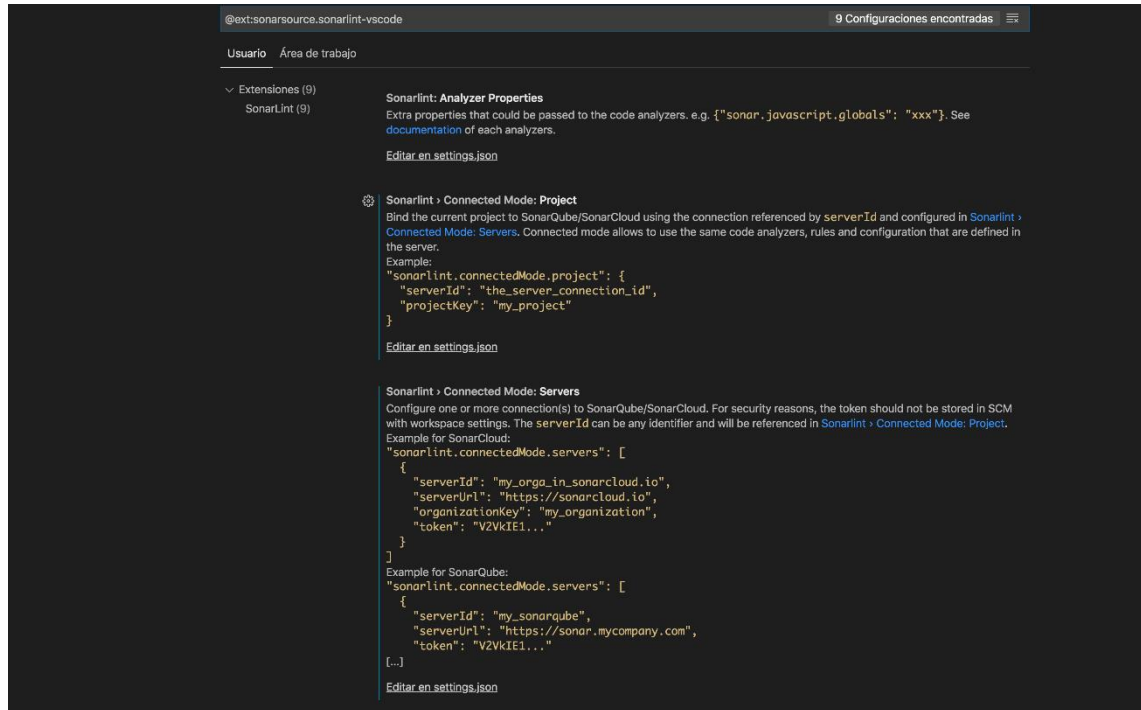 @ext:sonarsource.sonarlint-vscode
9 Configuraciones encontradas
Usuario Área de trabajo
Extensiones (9)
SonarLint (9)
Sonarlint: Analyzer Properties
Extra properties that could be passed to the code analyzers. e.g. {"sonar.javascript.globals": "xxx"}. See
documentation of each analyzers.
Editar en settings.json
Sonarlint › Connected Mode: Project
Bind the current project to SonarQube/SonarCloud using the connection referenced by serverId and configured in Sonarlint ›
Connected Mode: Servers. Connected mode allows to use the same code analyzers, rules and configuration that are defined in
the server.
Example:
"sonarlint.connectedMode.project": {
"serverId": "the_server_connection_id",
"projectKey": "my_project"
}
Editar en settings.json
Sonarlint › Connected Mode: Servers
Configure one or more connection(s) to SonarQube/SonarCloud. For security reasons, the token should not be stored in SCM
with workspace settings. The serverId can be any identifier and will be referenced in Sonarlint › Connected Mode: Project.
Example for SonarCloud:
"sonarlint.connectedMode.servers": [
{
"serverId": "my_orga_in_sonarcloud.io",
"serverUrl": "https://sonarcloud.io",
"organizationKey": "my_organization",
"token": "V2VkIE1..."
}
]
Example for SonarQube:
"sonarlint.connectedMode.servers": [
{
"serverId": "my_sonarqube",
"serverUrl": "https://sonar.mycompany.com",
"token": "V2VkIE1..."
[...]
Editar en settings.json